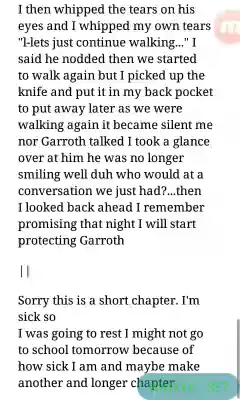 I then whipped the tears on his
eyes and I whipped my own tears
"l-lets just continue walking..." I
said he nodded then we started
to walk again but I picked up the
knife and put it in my back pocket
to put away later as we were
walking again it became silent me
nor Garroth talked I took a glance
over at him he was no longer
smiling well duh who would at a
conversation we just had?...then
I looked back ahead I remember
promising that night I will start
protecting Garroth
||
Sorry this is a short chapter. I'm
sick so
I was going to rest I might not go
to school tomorrow because of
how sick I am and maybe make
another and longer chapter